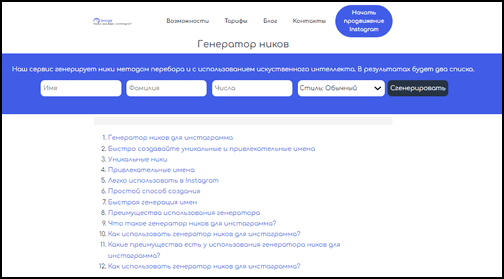 Возможности
Тарифы
Блог
Контакты
Начать
продвижение
Instagram
Генератор ников
Наш сервис генерирует ники методом перебора и с использованием искуственного интеллекта. В результатах будет два списка.
Имя
Фамилия
Числа
Стиль: Обычный
Сгенерировать
1. Генератор ников для инстаграмма
2. Быстро создавайте уникальные и привлекательные имена
3. Уникальные ники
4. Привлекательные имена
5. Легко использовать в Instagram
6. Простой способ создания
7. Быстрая генерация имен
8. Преимущества использования генератора
9. Что такое генератор ников для инстаграмма?
10. Как использовать генератор ников для инстаграмма?
11. Какие преимущества есть у использования генератора ников для
инстаграмма?
12. Как использовать генератор ников для инстаграмма?